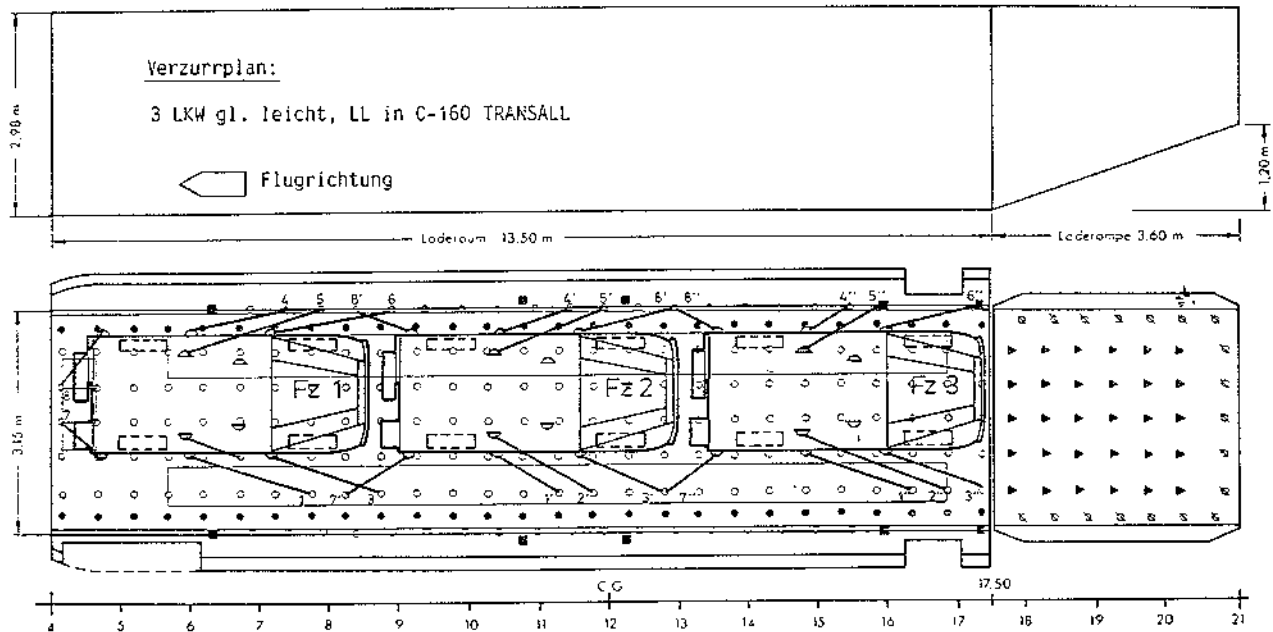 2.98 m
Verzurrplan:
3 LKW gl. leicht, LL in C-160 TRANSALL
Flugrichtung
1,20 m
Laderaum 13.50 m
Laderampe 3.60 m
4 5 8' 6 4' 5' 6' 8'' 4'' 5'' 6''
3.15 m
Fz 1 Fz 2 Fz 3
1 7' 3 1' 2' 3' 7'' 1'' 2'' 3''
C G 17.50
4 5 6 7 8 9 10 11 12 13 14 15 16 17 18 19 20 21